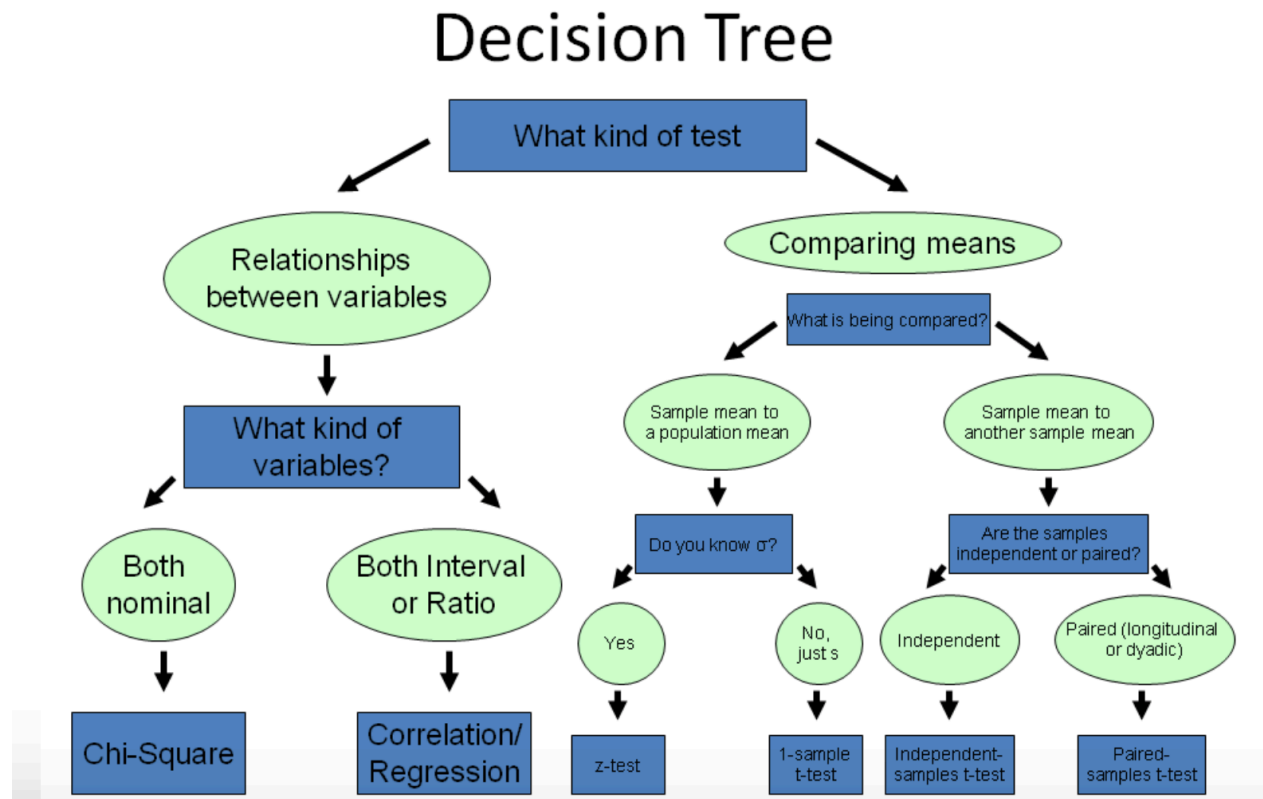 Decision Tree
What kind of test
Relationships
between variables
Comparing means
What is being compared?
What kind of
variables?
Sample mean to
a population mean
Sample mean to
another sample mean
Both
nominal
Both Interval
or Ratio
Do you know σ?
Are the samples
independent or paired?
Yes
No,
just s
Independent
Paired (longitudinal
or dyadic)
Chi-Square
Correlation/
Regression
z-test
1-sample
t-test
Independent-
samples t-test
Paired-
samples t-test